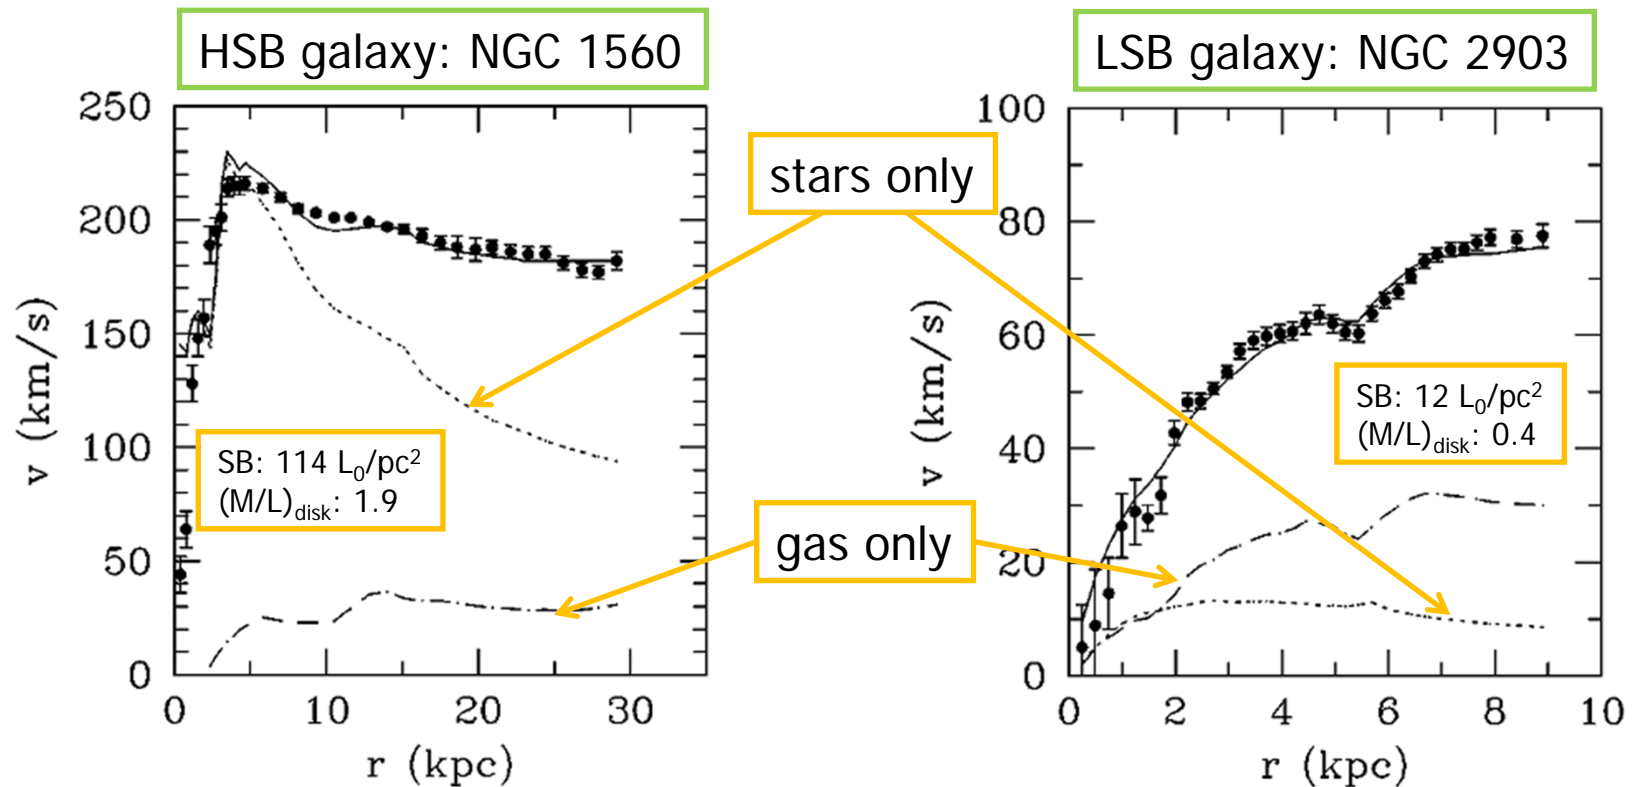 HSB galaxy: NGC 1560
250
200
150
100
50
0
v (km/s)
0
10
20
30
r (kpc)
SB: 114 L₀/pc²
(M/L)disk: 1.9
stars only
gas only
LSB galaxy: NGC 2903
100
80
60
40
20
0
v (km/s)
0
2
4
6
8
10
r (kpc)
SB: 12 L₀/pc²
(M/L)disk: 0.4